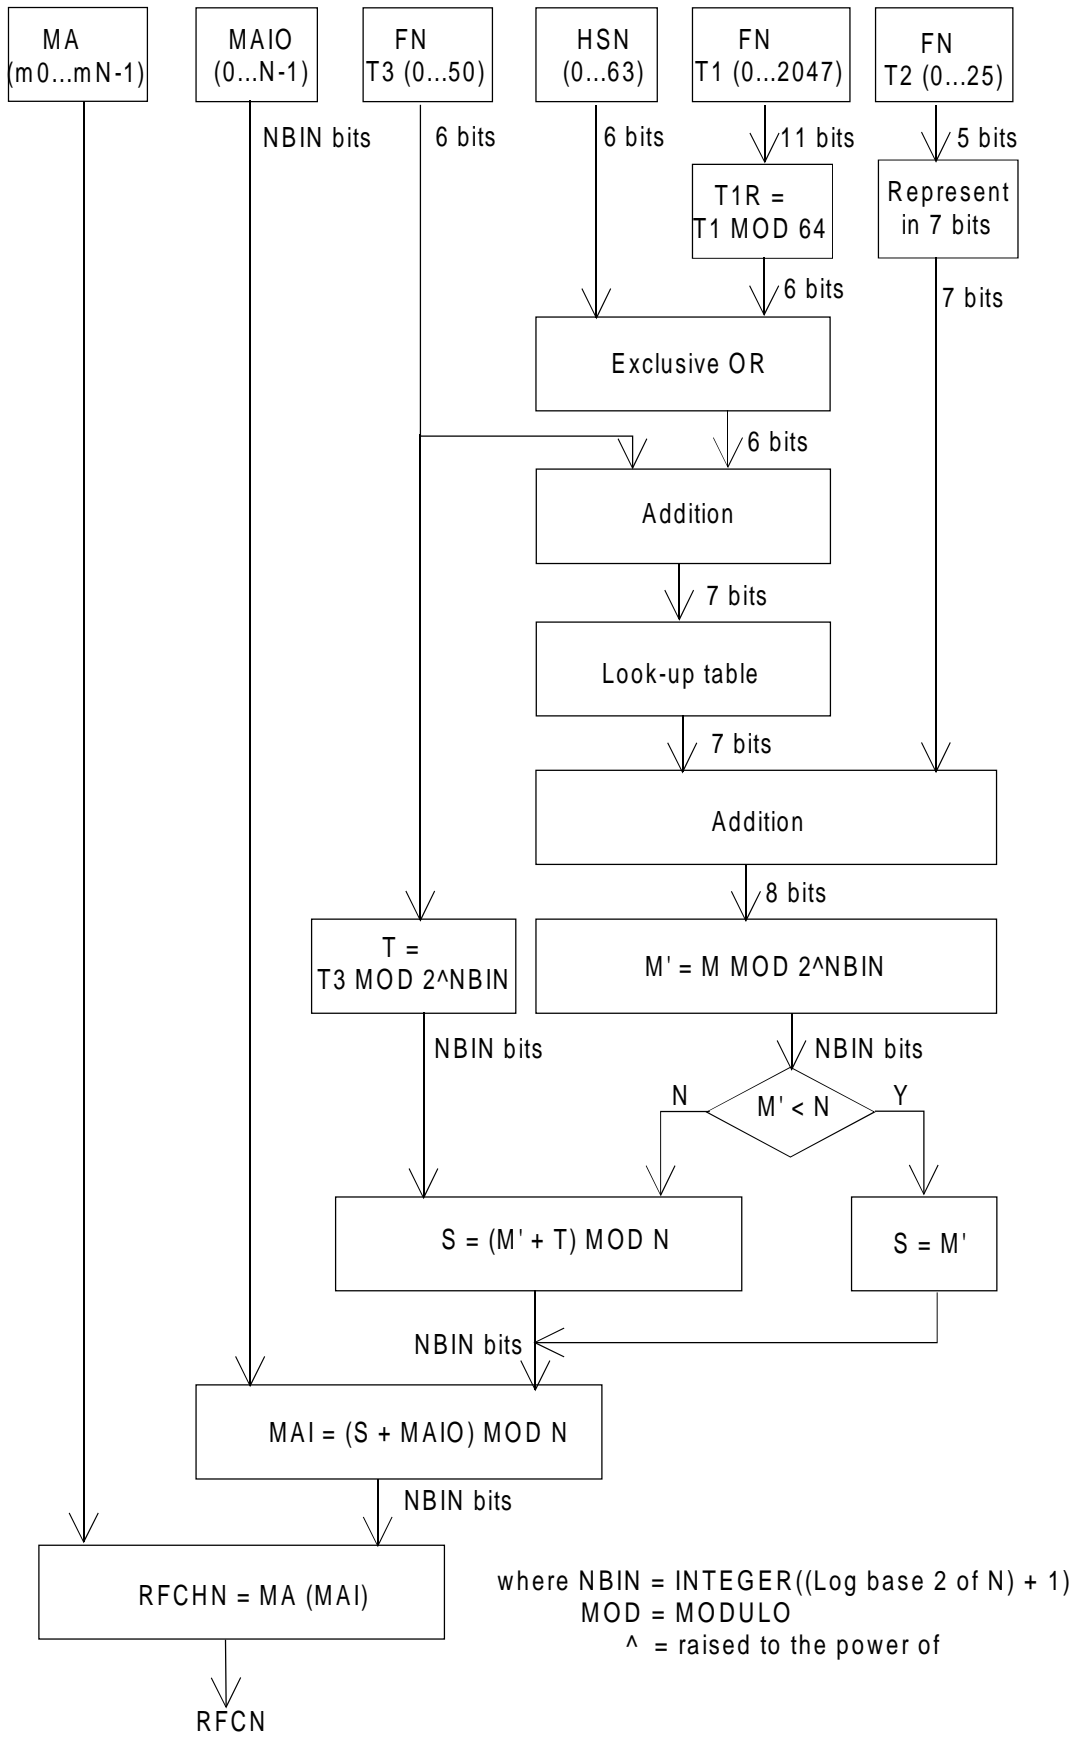 MA
(m0...mN-1)
MAIO
(0...N-1)
FN
T3 (0...50)
HSN
(0...63)
FN
T1 (0...2047)
FN
T2 (0...25)
NBIN bits
6 bits
6 bits
11 bits
5 bits
T1R =
T1 MOD 64
Represent
in 7 bits
6 bits
7 bits
Exclusive OR
6 bits
Addition
7 bits
Look-up table
7 bits
Addition
8 bits
T =
T3 MOD 2^NBIN
M' = M MOD 2^NBIN
NBIN bits
NBIN bits
N
M' < N
Y
S = (M' + T) MOD N
S = M'
NBIN bits
MAI = (S + MAIO) MOD N
NBIN bits
RFCHN = MA (MAI)
where NBIN = INTEGER((Log base 2 of N) + 1)
MOD = MODULO
^ = raised to the power of
RFCN